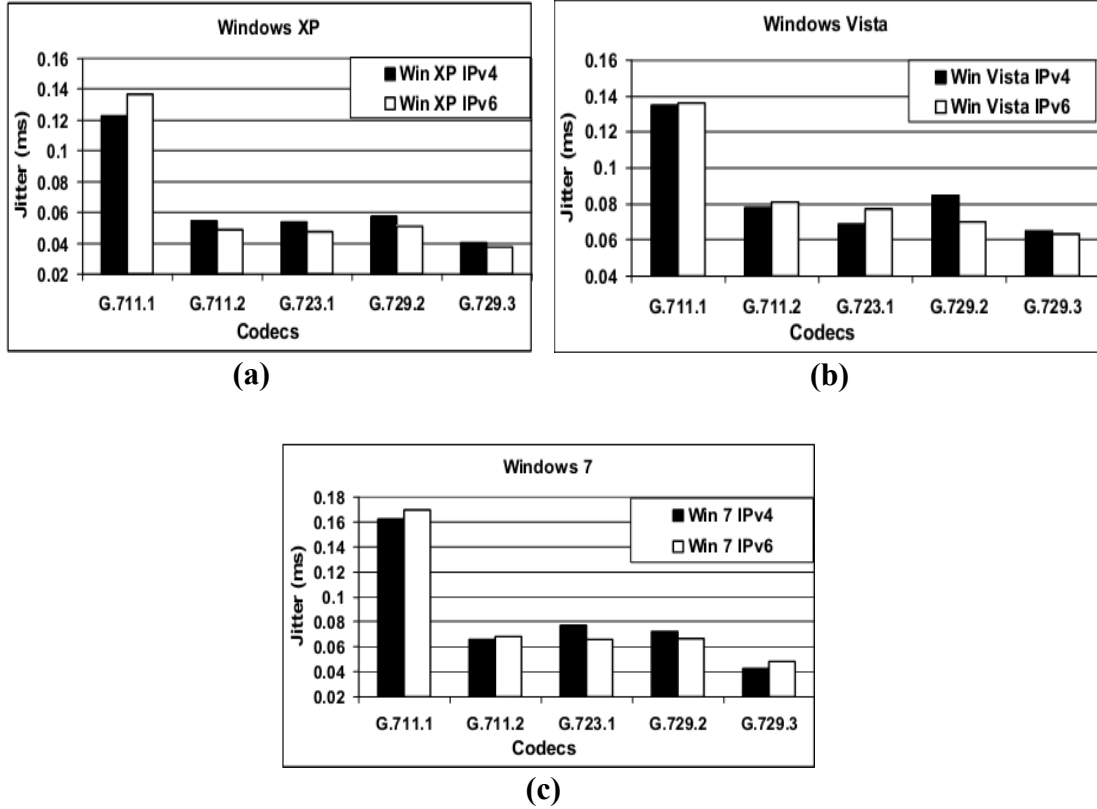 Windows XP
0.16
0.14
0.12
0.1
0.08
0.06
0.04
0.02
Jitter (ms)
Win XP IPv4
Win XP IPv6
G.711.1 G.711.2 G.723.1 G.729.2 G.729.3
Codecs
(a)
Windows Vista
0.16
0.14
0.12
0.1
0.08
0.06
0.04
Jitter (ms)
Win Vista IPv4
Win Vista IPv6
G.711.1 G.711.2 G.723.1 G.729.2 G.729.3
Codecs
(b)
Windows 7
0.18
0.16
0.14
0.12
0.1
0.08
0.06
0.04
0.02
Jitter (ms)
Win 7 IPv4
Win 7 IPv6
G.711.1 G.711.2 G.723.1 G.729.2 G.729.3
Codecs
(c)